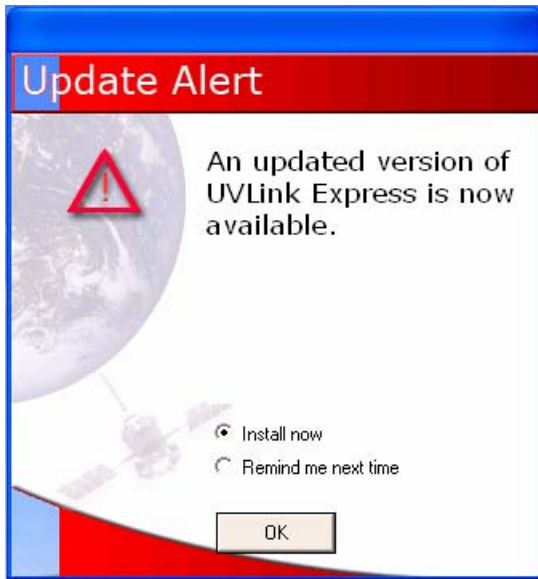 Update Alert
!
An updated version of
UVLink Express is now
available.
Install now
Remind me next time
OK